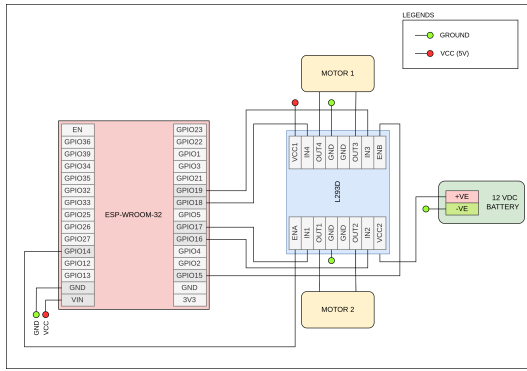 LEGENDS
GROUND
VCC (5V)
MOTOR 1
EN
GPIO36
GPIO39
GPIO34
GPIO35
GPIO32
GPIO33
GPIO25
GPIO26
GPIO27
GPIO14
GPIO12
GPIO13
GND
VIN
ESP-WROOM-32
GPIO23
GPIO22
GPIO1
GPIO3
GPIO21
GPIO19
GPIO18
GPIO5
GPIO17
GPIO16
GPIO4
GPIO2
GPIO15
GND
3V3
GND
VCC
VCC1
IN4
OUT4
GND
GND
OUT3
IN3
ENB
L293D
ENA
IN1
OUT1
GND
GND
OUT2
IN2
VCC2
+VE
-VE
12 VDC
BATTERY
MOTOR 2